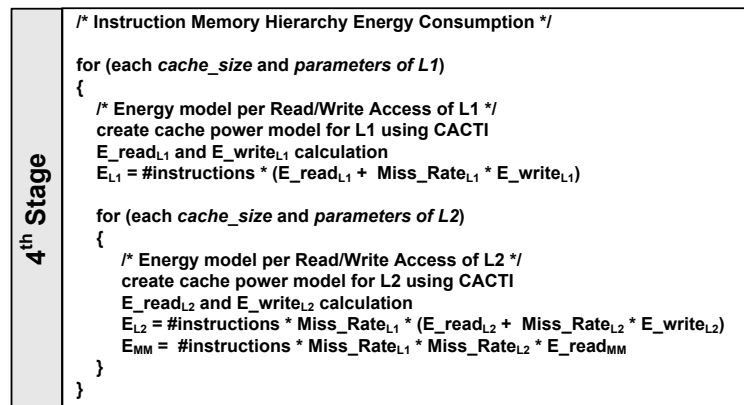 4th Stage
/* Instruction Memory Hierarchy Energy Consumption */
for (each cache_size and parameters of L1)
{
/* Energy model per Read/Write Access of L1 */
create cache power model for L1 using CACTI
E_readL1 and E_writeL1 calculation
EL1 = #instructions * (E_readL1 + Miss_RateL1 * E_writeL1)
for (each cache_size and parameters of L2)
{
/* Energy model per Read/Write Access of L2 */
create cache power model for L2 using CACTI
E_readL2 and E_writeL2 calculation
EL2 = #instructions * Miss_RateL1 * (E_readL2 + Miss_RateL2 * E_writeL2)
EMM = #instructions * Miss_RateL1 * Miss_RateL2 * E_readMM
}
}